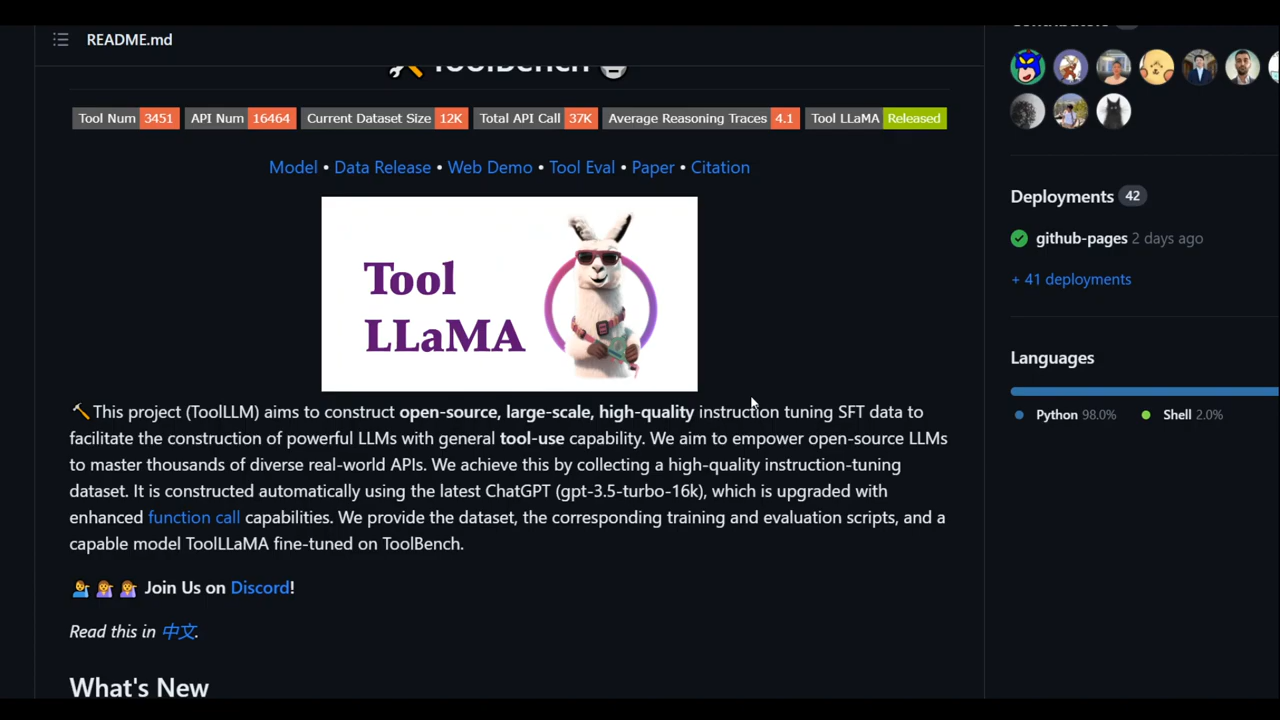 README.md
ToolBench
Tool Num 3451 API Num 16464 Current Dataset Size 12K Total API Call 37K Average Reasoning Traces 4.1 Tool LLaMA Released
Model • Data Release • Web Demo • Tool Eval • Paper • Citation
Tool
LLaMA
🔨This project (ToolLLM) aims to construct open-source, large-scale, high-quality instruction tuning SFT data to
facilitate the construction of powerful LLMs with general tool-use capability. We aim to empower open-source LLMs
to master thousands of diverse real-world APIs. We achieve this by collecting a high-quality instruction-tuning
dataset. It is constructed automatically using the latest ChatGPT (gpt-3.5-turbo-16k), which is upgraded with
enhanced function call capabilities. We provide the dataset, the corresponding training and evaluation scripts, and a
capable model ToolLLaMA fine-tuned on ToolBench.
Join Us on Discord!
Read this in 中文.
What's New
Contributors
Deployments 42
github-pages 2 days ago
+ 41 deployments
Languages
Python 98.0% Shell 2.0%